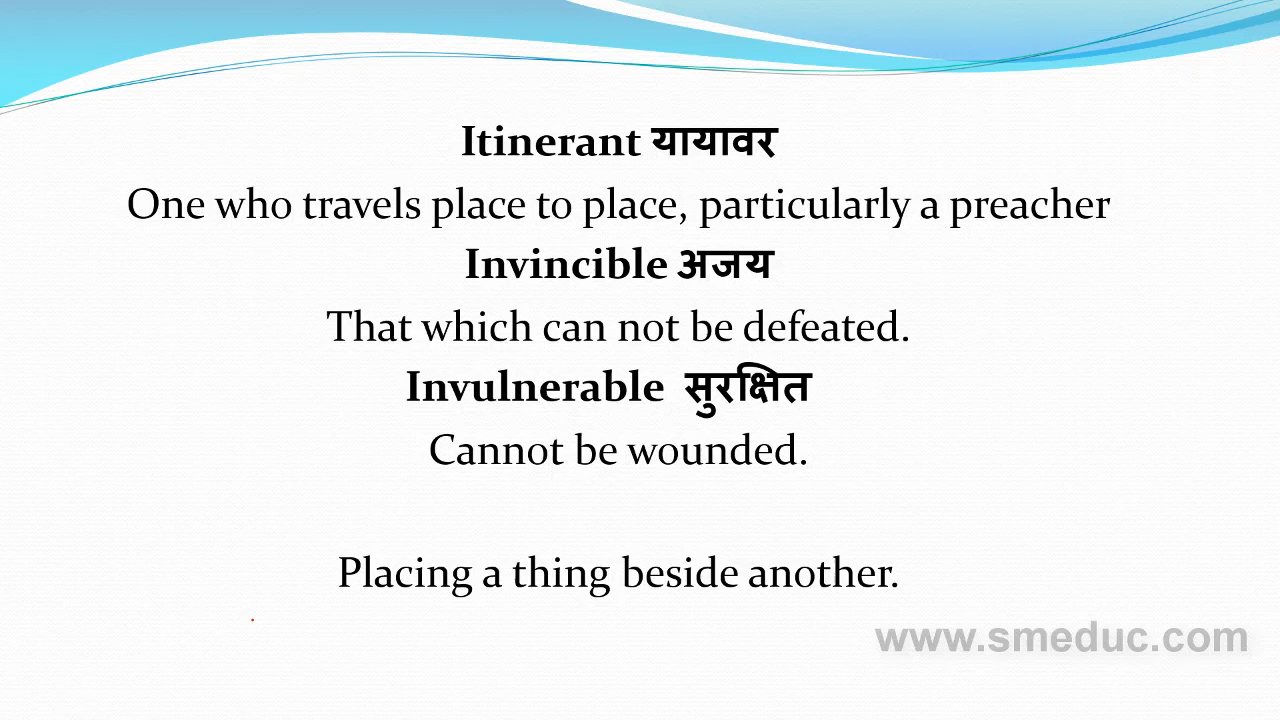 Itinerant यायावर
One who travels place to place, particularly a preacher
Invincible अजय
That which can not be defeated.
Invulnerable सुरक्षित
Cannot be wounded.
Placing a thing beside another.
www.smeduc.com